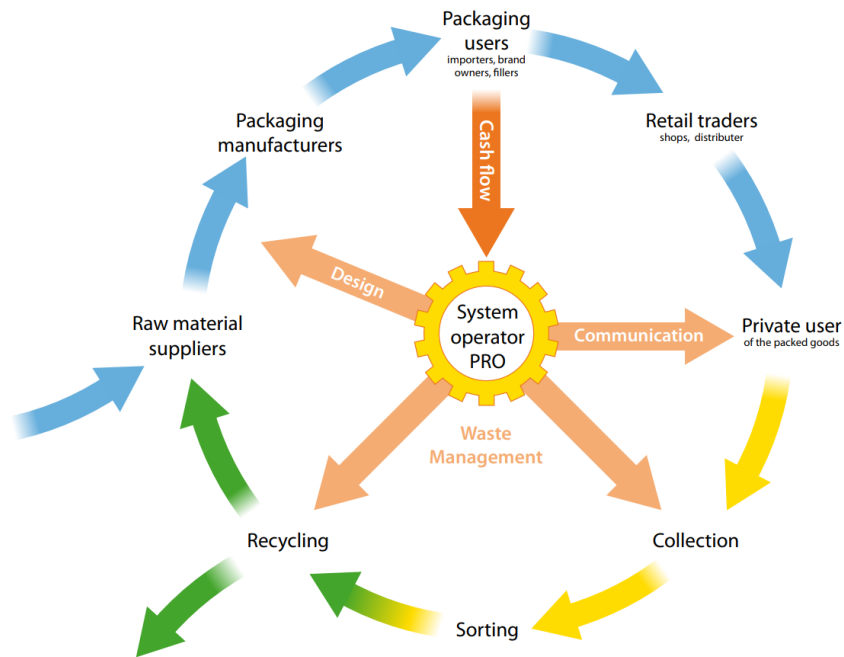 Packaging
users
importers, brand
owners, fillers
Packaging
manufacturers
Cash flow
Retail traders
shops, distributer
Design
System
operator
PRO
Raw material
suppliers
Communication
Private user
of the packed goods
Waste
Management
Recycling
Collection
Sorting